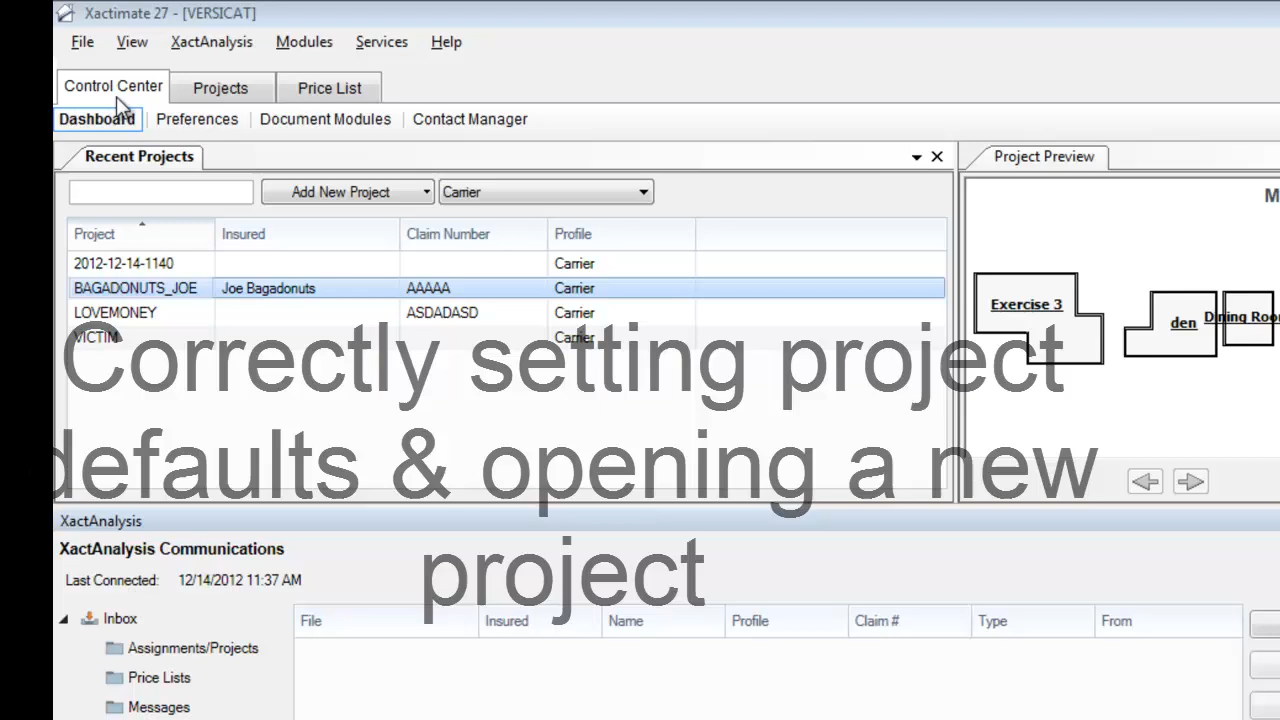 Xactimate 27 - [VERSICAT]
File View XactAnalysis Modules Services Help
Control Center Projects Price List
Dashboard Preferences Document Modules Contact Manager
Recent Projects
Project Preview
Add New Project Carrier
Project Insured Claim Number Profile
2012-12-14-1140 Carrier
BAGADONUTS_JOE Joe Bagadonuts AAAAA Carrier
LOVEMONEY ASDADASD Carrier
VICTIM Carrier
M
Exercise 3
den
Dining Roo
Correctly setting project
defaults & opening a new
project
XactAnalysis
XactAnalysis Communications
Last Connected: 12/14/2012 11:37 AM
Inbox
Assignments/Projects
Price Lists
Messages
File Insured Name Profile Claim # Type From